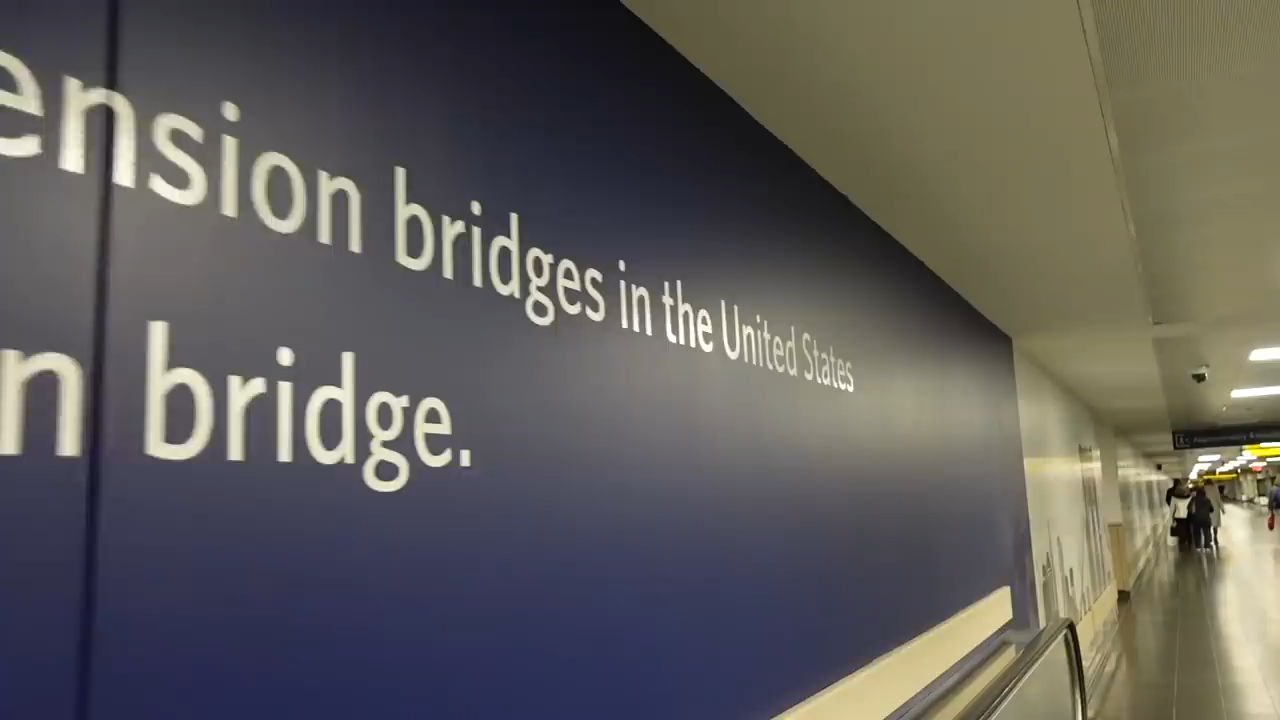 ension bridges in the United States
n bridge.